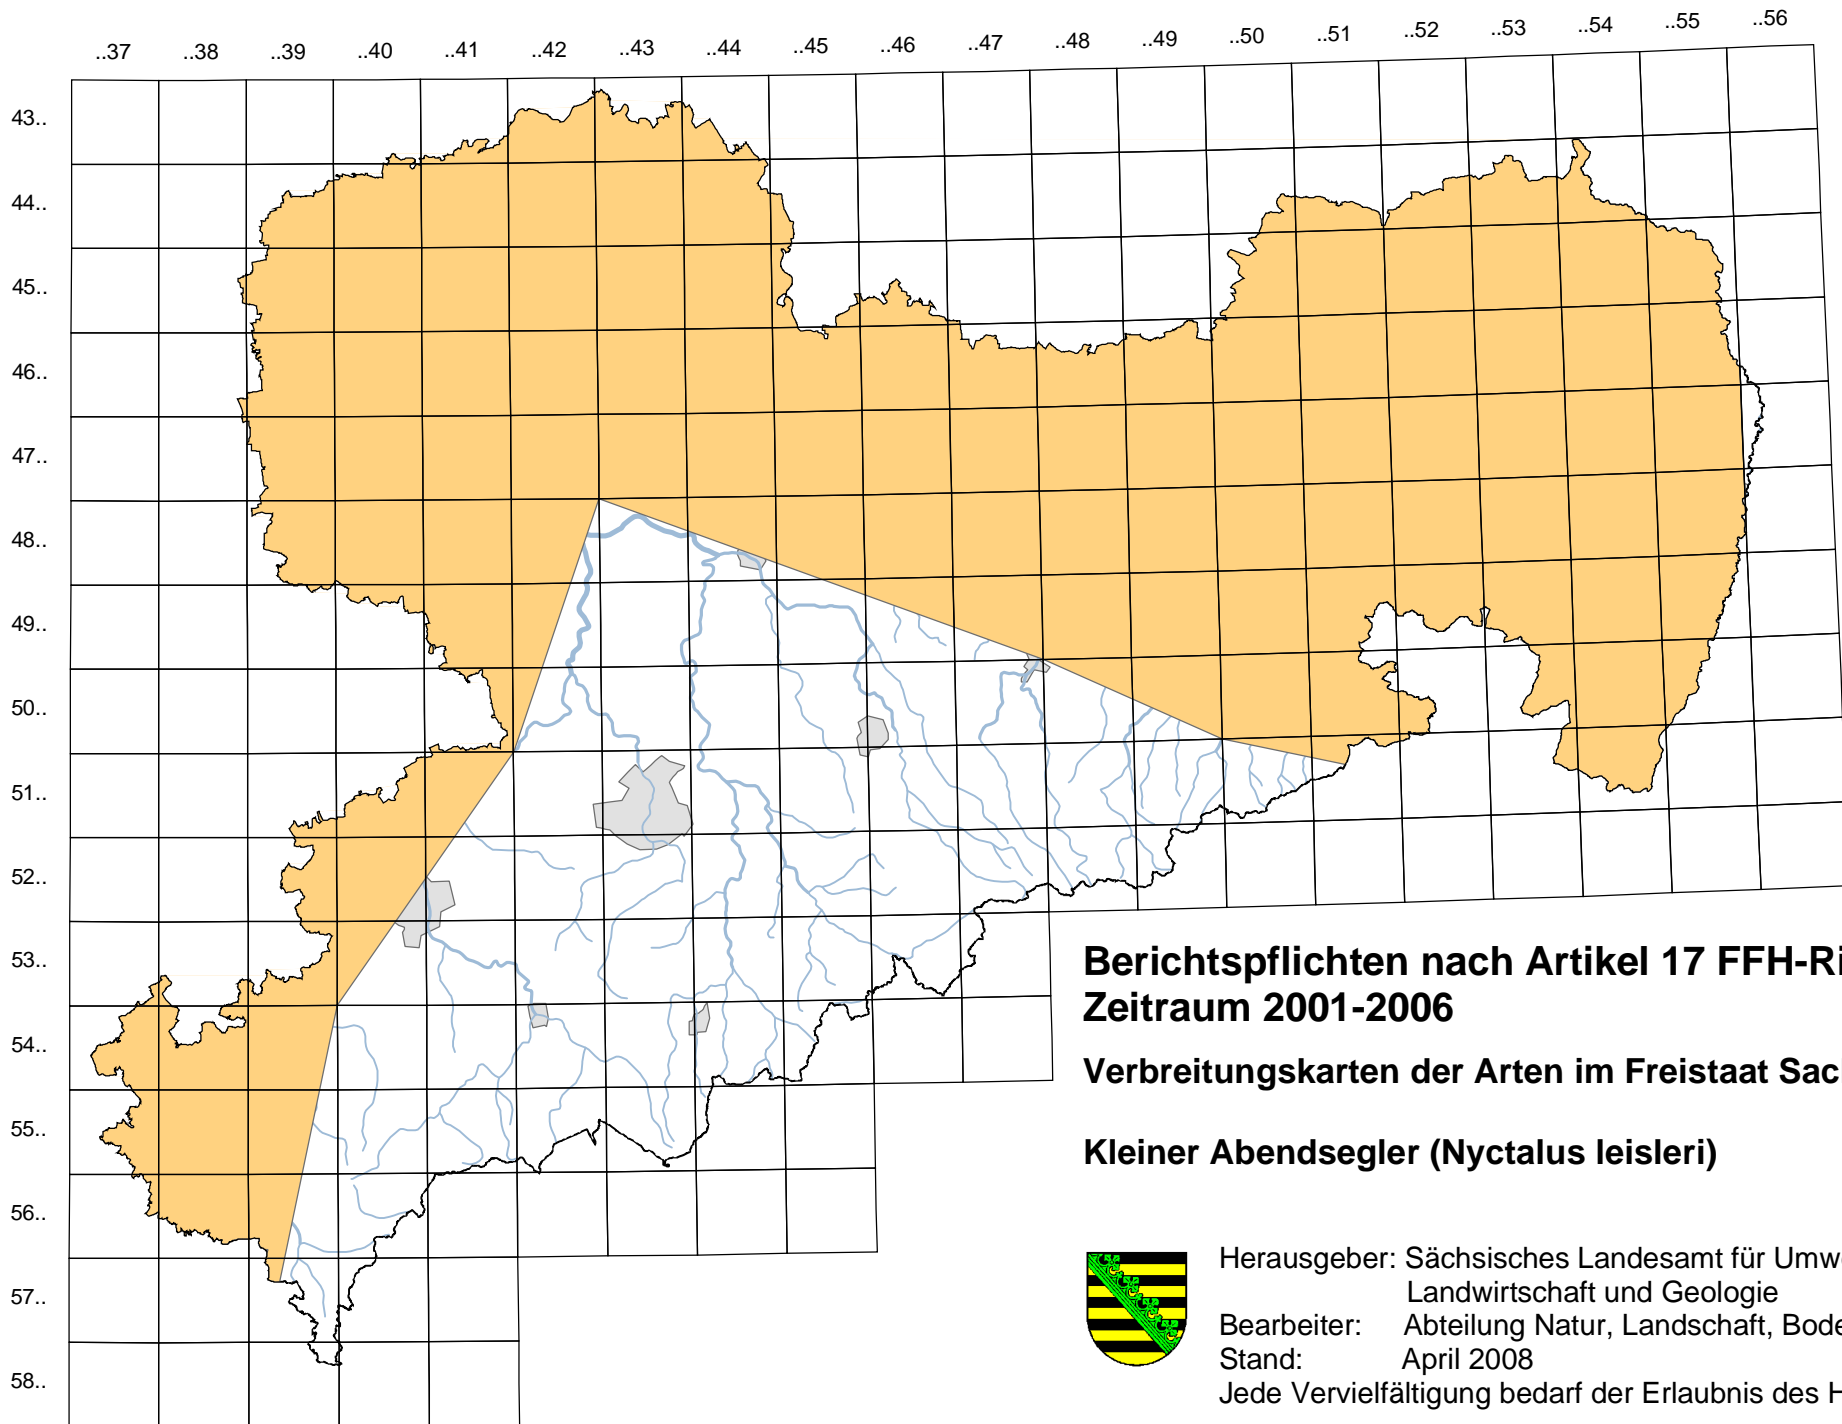 ..37 ..38 ..39 ..40 ..41 ..42 ..43 ..44 ..45 ..46 ..47 ..48 ..49 ..50 ..51 ..52 ..53 ..54 ..55 ..56
43..
44..
45..
46..
47..
48..
49..
50..
51..
52..
53..
54..
55..
56..
57..
58..
Berichtspflichten nach Artikel 17 FFH-Ri
Zeitraum 2001-2006
Verbreitungskarten der Arten im Freistaat Sac
Kleiner Abendsegler (Nyctalus leisleri)
Herausgeber: Sächsisches Landesamt für Umwe
Landwirtschaft und Geologie
Bearbeiter: Abteilung Natur, Landschaft, Bode
Stand: April 2008
Jede Vervielfältigung bedarf der Erlaubnis des H